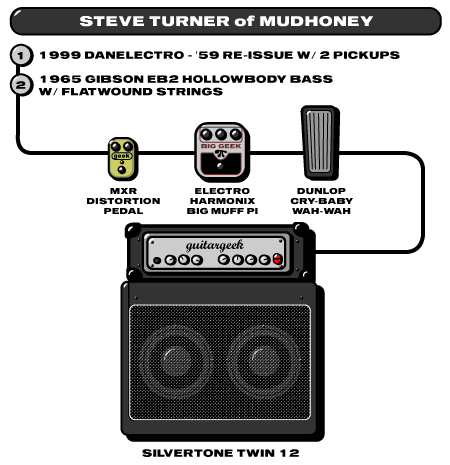 STEVE TURNER of MUDHONEY
1 1999 DANELECTRO - '59 RE-ISSUE W/ 2 PICKUPS
2 1965 GIBSON EB2 HOLLOWBODY BASS
W/ FLATWOUND STRINGS
geek
BIG GEEK
MXR
DISTORTION
PEDAL
ELECTRO
HARMONIX
BIG MUFF PI
DUNLOP
CRY-BABY
WAH-WAH
guitargeek
SILVERTONE TWIN 12